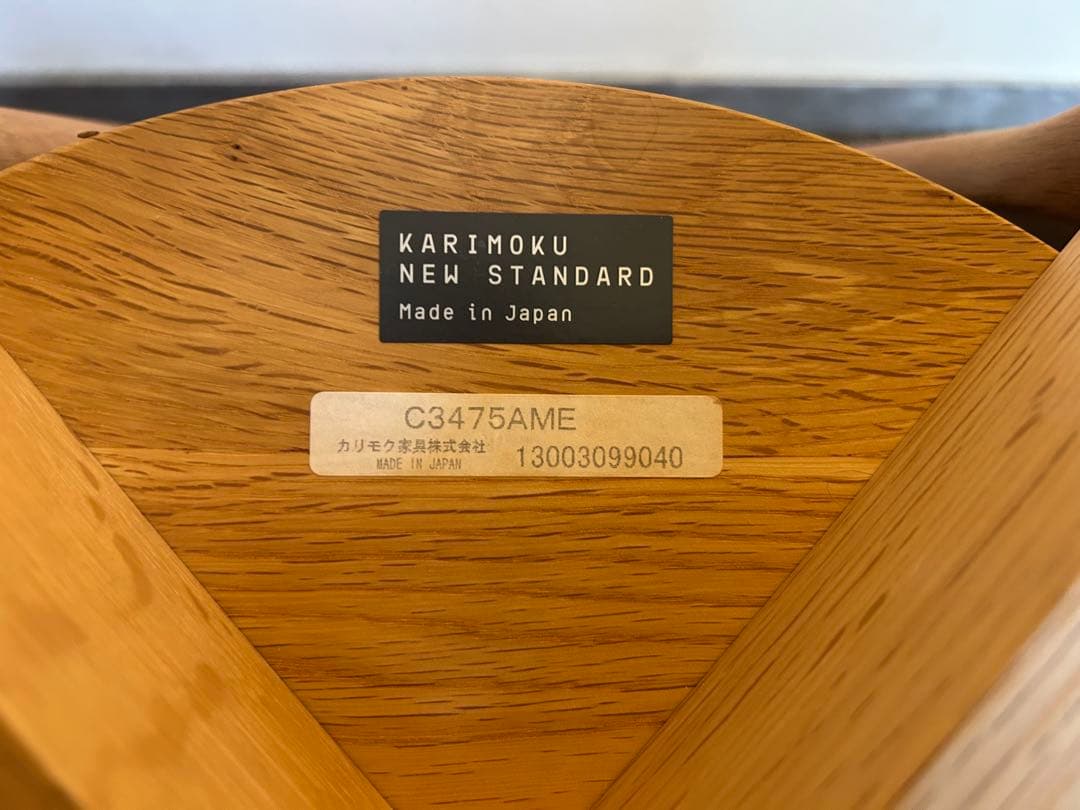 KARIMOKU
NEW STANDARD
Made in Japan
C3475AME
カリモク家具株式会社
MADE IN JAPAN
13003099040